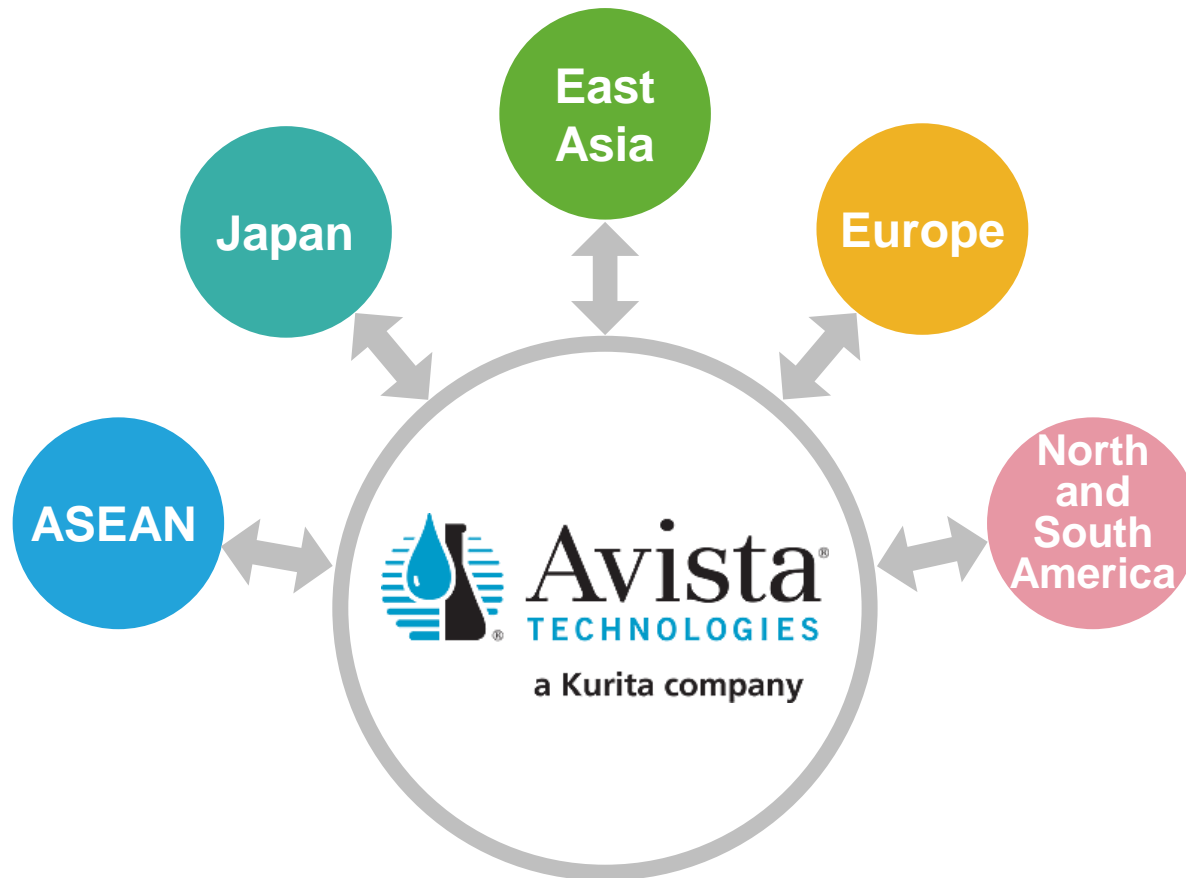 East
Asia
Japan
Europe
ASEAN
North
and
South
America
Avista®
TECHNOLOGIES
®
a Kurita company